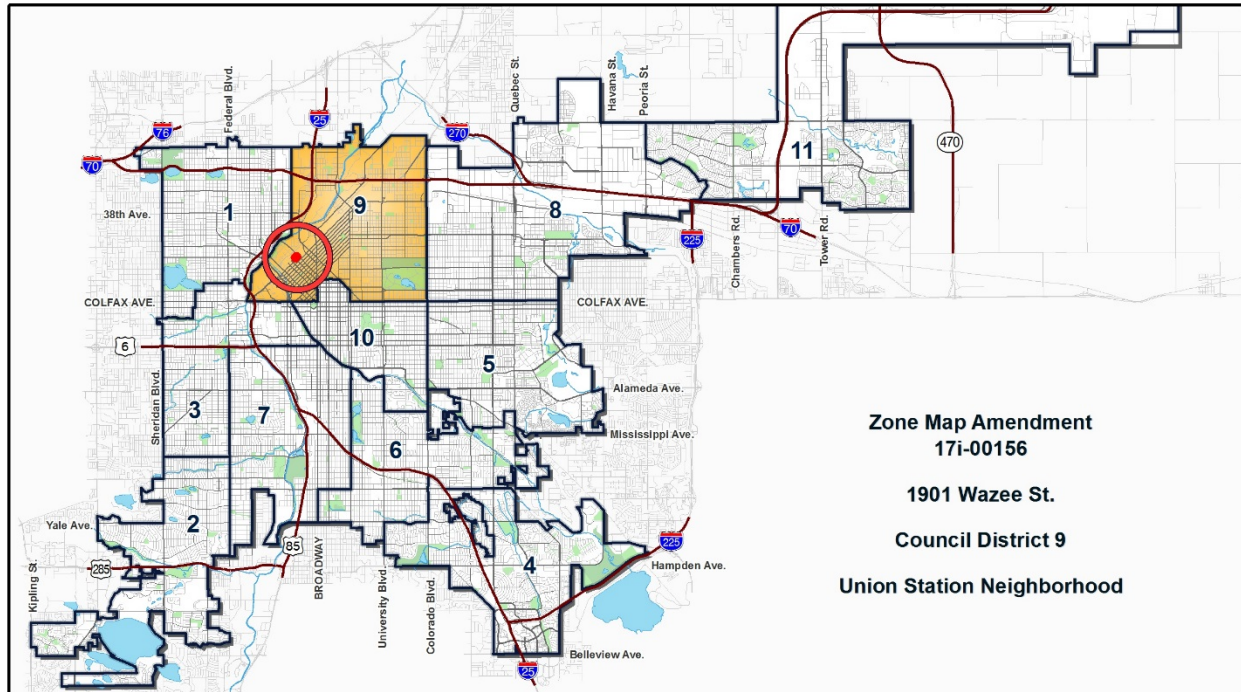 Federal Blvd.
Quebec St.
Havana St.
Peoria St.
76
25
270
70
470
11
1
9
8
38th Ave.
225
Chambers Rd.
70
Tower Rd.
COLFAX AVE.
COLFAX AVE.
10
6
5
Alameda Ave.
Sheridan Blvd.
3
7
Mississippi Ave.
6
Zone Map Amendment
17i-00156
1901 Wazee St.
Council District 9
Union Station Neighborhood
Yale Ave.
2
85
225
4
Hampden Ave.
285
Kipling St.
BROADWAY
University Blvd.
Colorado Blvd.
Belleview Ave.
25